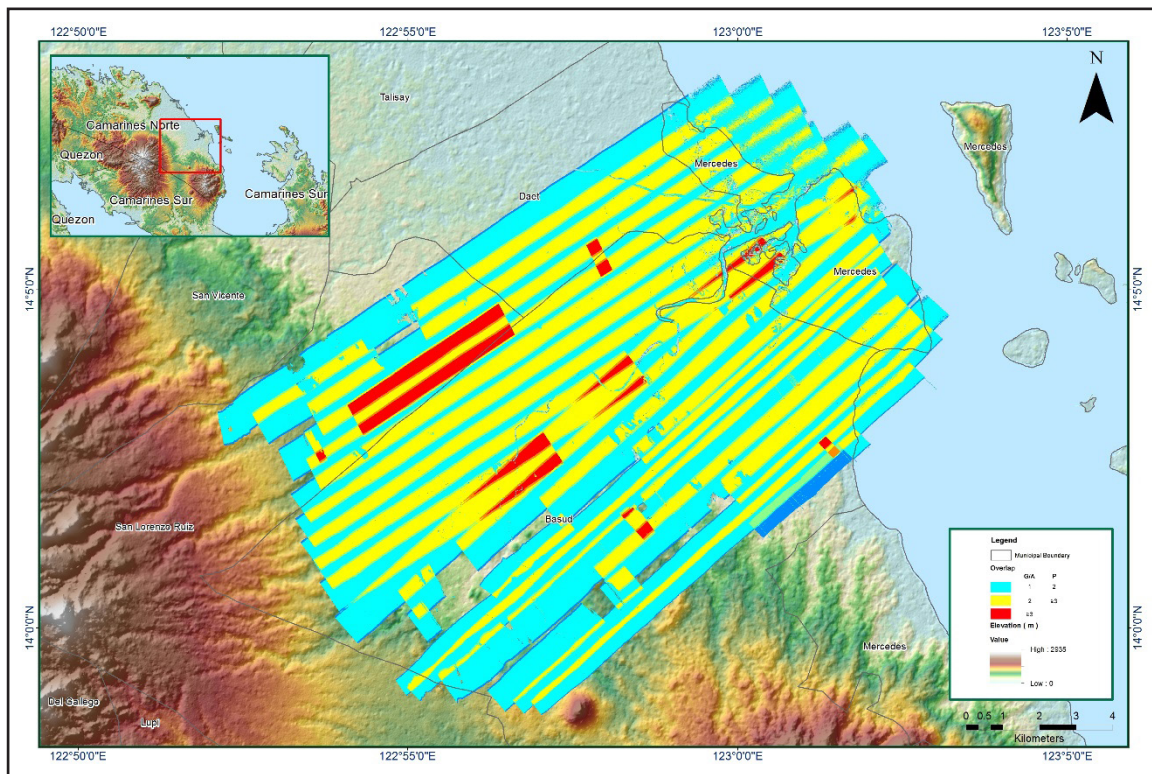 122°50'0"E
122°55'0"E
123°0'0"E
123°5'0"E
N
Talisay
Camarines Norte
Quezon
Camarines Sur
Camarines Sur
Quezon
Mercedes
Mercedes
Daet
14°5'0"N
San Vicente
Mercedes
14°5'0"N
San Lorenzo Ruiz
Basud
Legend
Municipal Boundary
Overlap
G/A P
1 2
2 ≥3
≥3
Elevation ( m )
Value
High : 2935
Low : 0
14°0'0"N
14°0'0"N
Mercedes
Del Gallego
Lupi
0 0.5 1 2 3 4
Kilometers
122°50'0"E
122°55'0"E
123°0'0"E
123°5'0"E